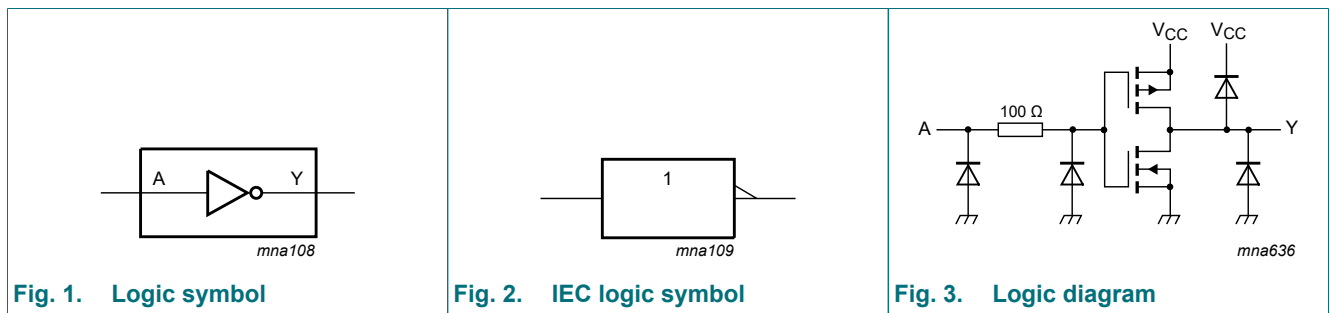 A Y
mna108
Fig. 1. Logic symbol
1
mna109
Fig. 2. IEC logic symbol
VCC VCC
100 Ω
A Y
mna636
Fig. 3. Logic diagram